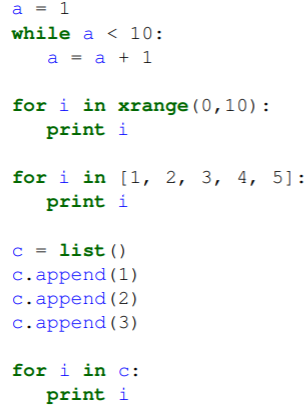 a = 1
while a < 10:
   a = a + 1

for i in xrange(0,10):
   print i

for i in [1, 2, 3, 4, 5]:
   print i

c = list()
c.append(1)
c.append(2)
c.append(3)

for i in c:
   print i